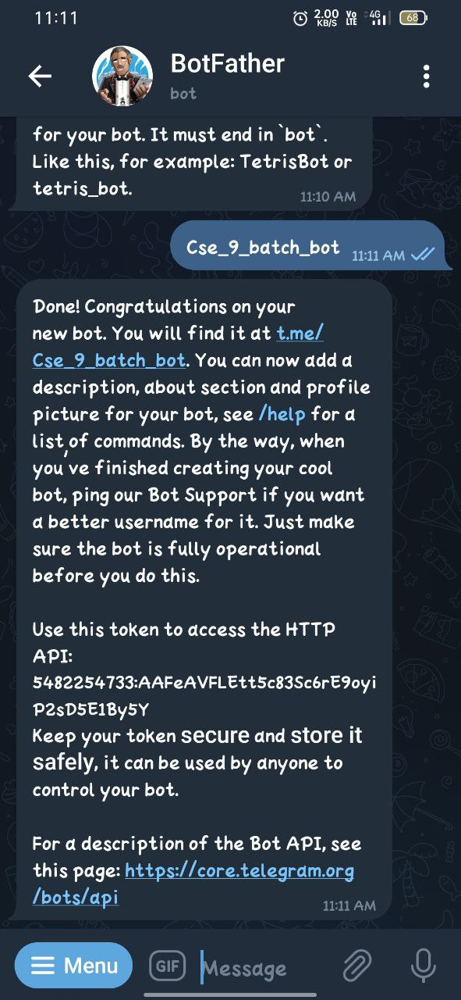 11:11
2.00 KB/S
Vo LTE
4G
68
BotFather
bot
for your bot. It must end in `bot`.
Like this, for example: TetrisBot or
tetris_bot.
11:10 AM
Cse_9_batch_bot
11:11 AM
Done! Congratulations on your
new bot. You will find it at t.me/
Cse_9_batch_bot. You can now add a
description, about section and profile
picture for your bot, see /help for a
list of commands. By the way, when
you've finished creating your cool
bot, ping our Bot Support if you want
a better username for it. Just make
sure the bot is fully operational
before you do this.
Use this token to access the HTTP
API:
5482254733:AAFeAVFLEtt5c83Sc6rE9oyi
P2sD5E1By5Y
Keep your token secure and store it
safely, it can be used by anyone to
control your bot.
For a description of the Bot API, see
this page: https://core.telegram.org
/bots/api
11:11 AM
Menu
GIF
Message